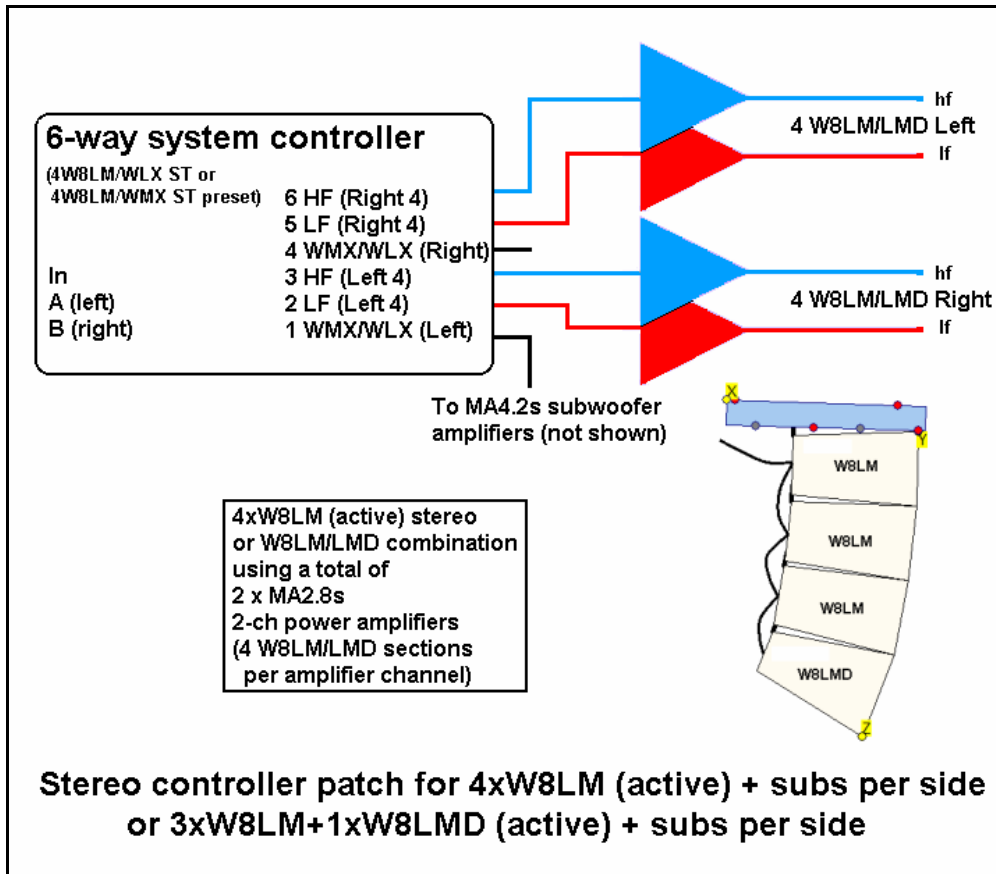 6-way system controller
(4W8LM/WLX ST or
4W8LM/WMX ST preset)
6 HF (Right 4)
5 LF (Right 4)
4 WMX/WLX (Right)
In
3 HF (Left 4)
A (left)
2 LF (Left 4)
B (right)
1 WMX/WLX (Left)
hf
4 W8LM/LMD Left
lf
hf
4 W8LM/LMD Right
lf
To MA4.2s subwoofer
amplifiers (not shown)
X
Y
W8LM
W8LM
W8LM
W8LMD
Z
4xW8LM (active) stereo
or W8LM/LMD combination
using a total of
2 x MA2.8s
2-ch power amplifiers
(4 W8LM/LMD sections
per amplifier channel)
Stereo controller patch for 4xW8LM (active) + subs per side
or 3xW8LM+1xW8LMD (active) + subs per side